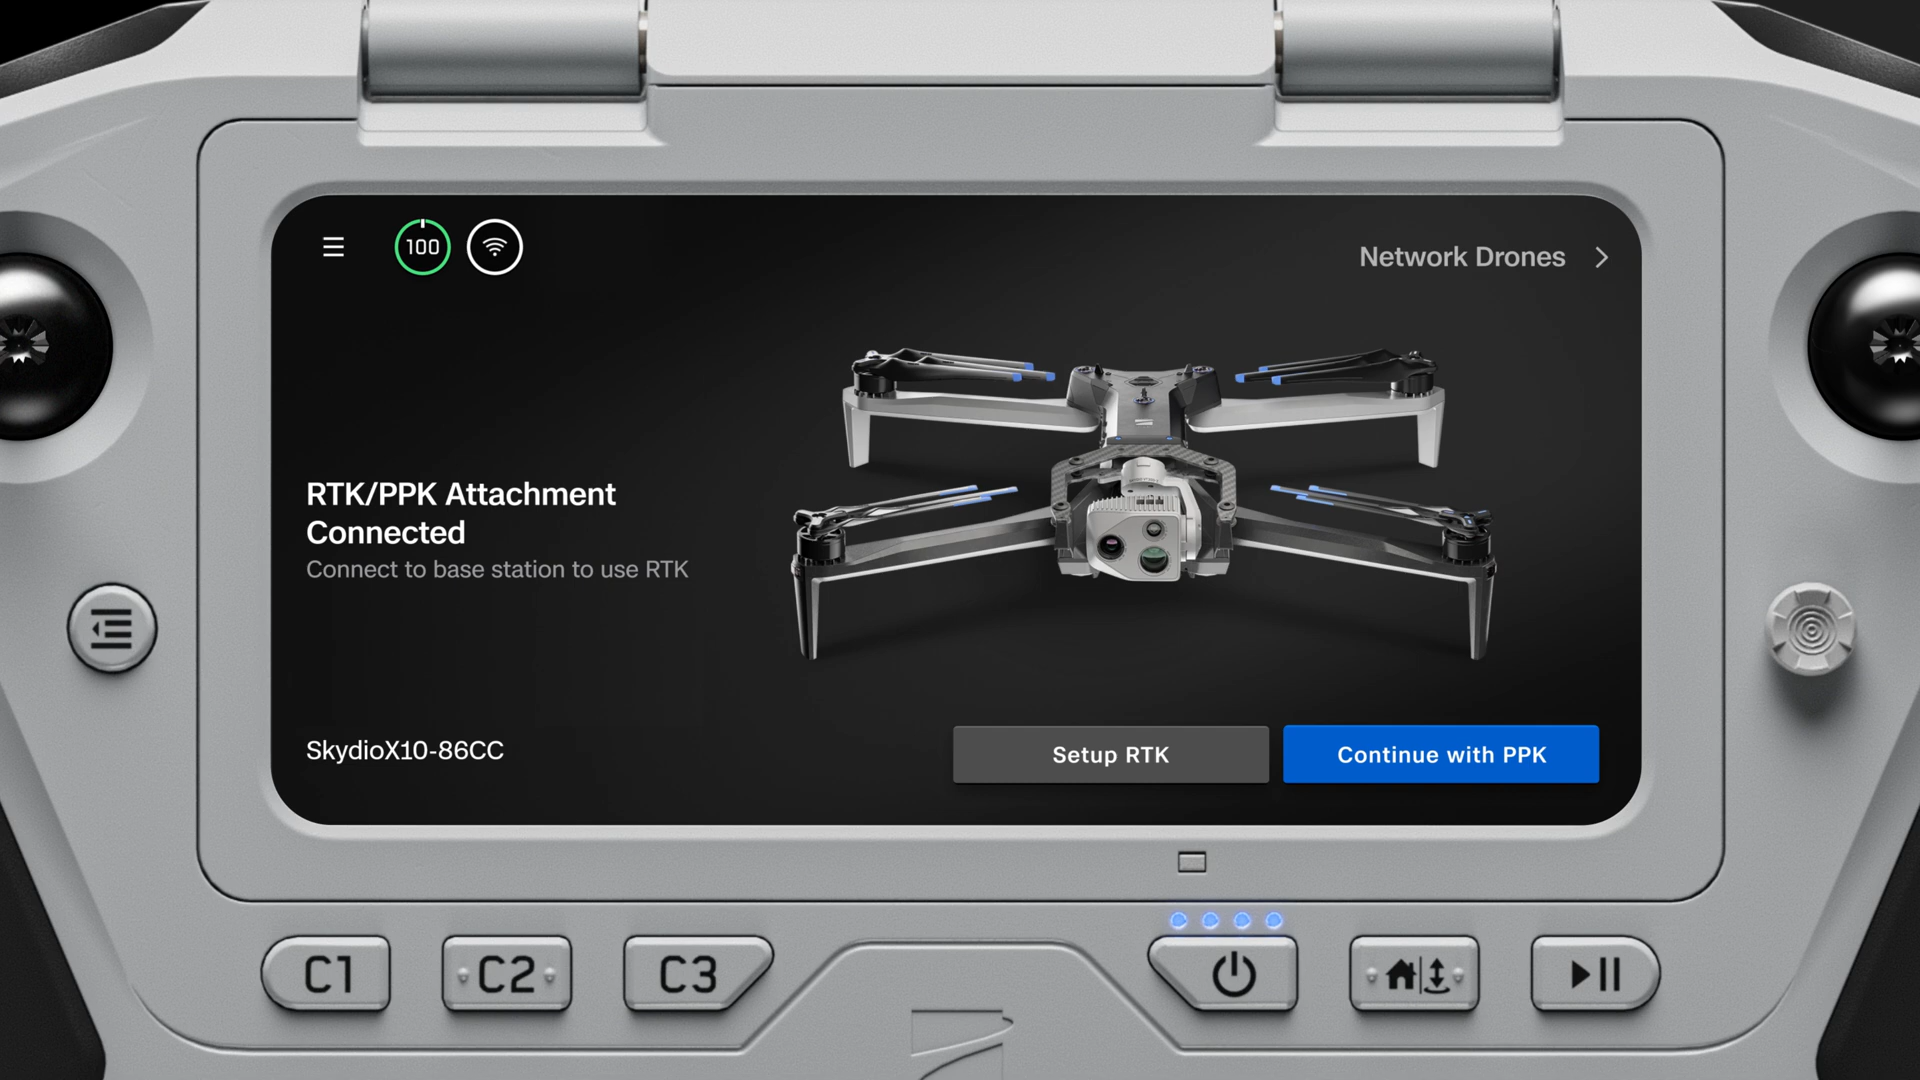 100
Network Drones
RTK/PPK Attachment
Connected
Connect to base station to use RTK
SkydioX10-86CC
Setup RTK
Continue with PPK
C1
C2
C3